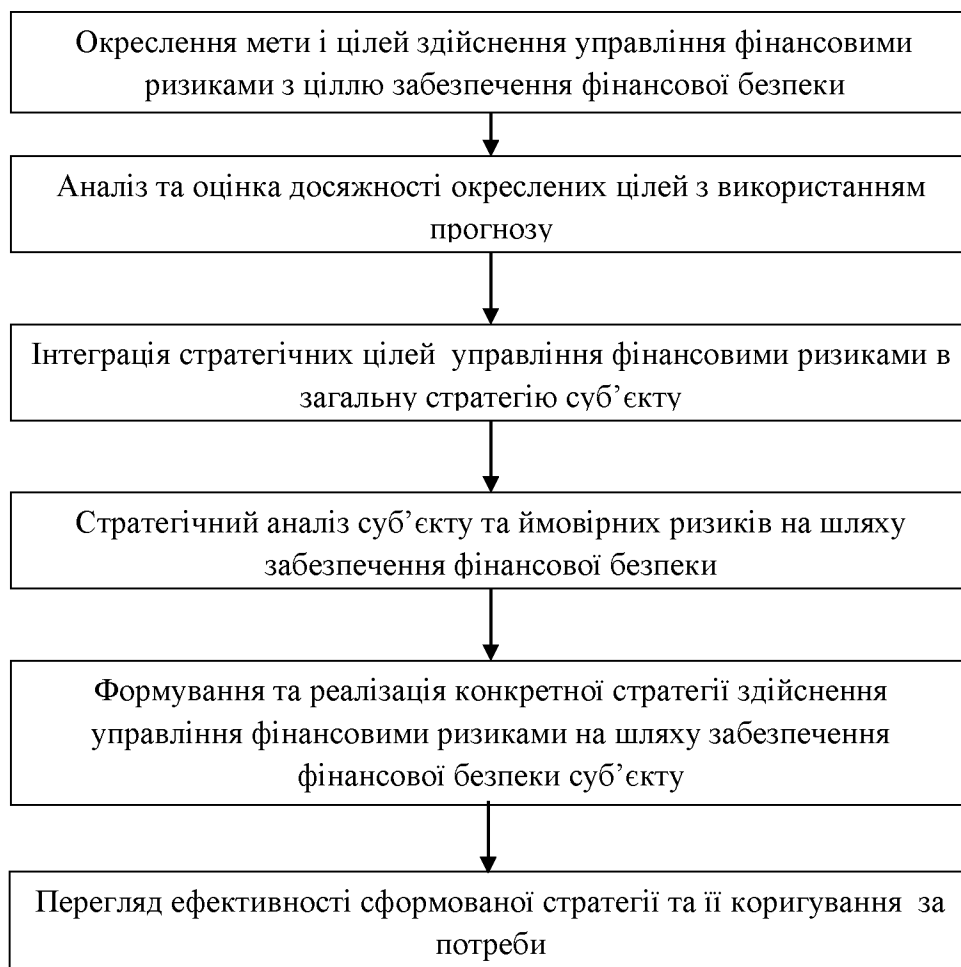 Окреслення мети і цілей здійснення управління фінансовими
ризиками з ціллю забезпечення фінансової безпеки
Аналіз та оцінка досяжності окреслених цілей з використанням
прогнозу
Інтеграція стратегічних цілей  управління фінансовими ризиками в
загальну стратегію суб’єкту
Стратегічний аналіз суб’єкту та ймовірних ризиків на шляху
забезпечення фінансової безпеки
Формування та реалізація конкретної стратегії здійснення
управління фінансовими ризиками на шляху забезпечення
фінансової безпеки суб’єкту
Перегляд ефективності сформованої стратегії та її коригування  за
потреби